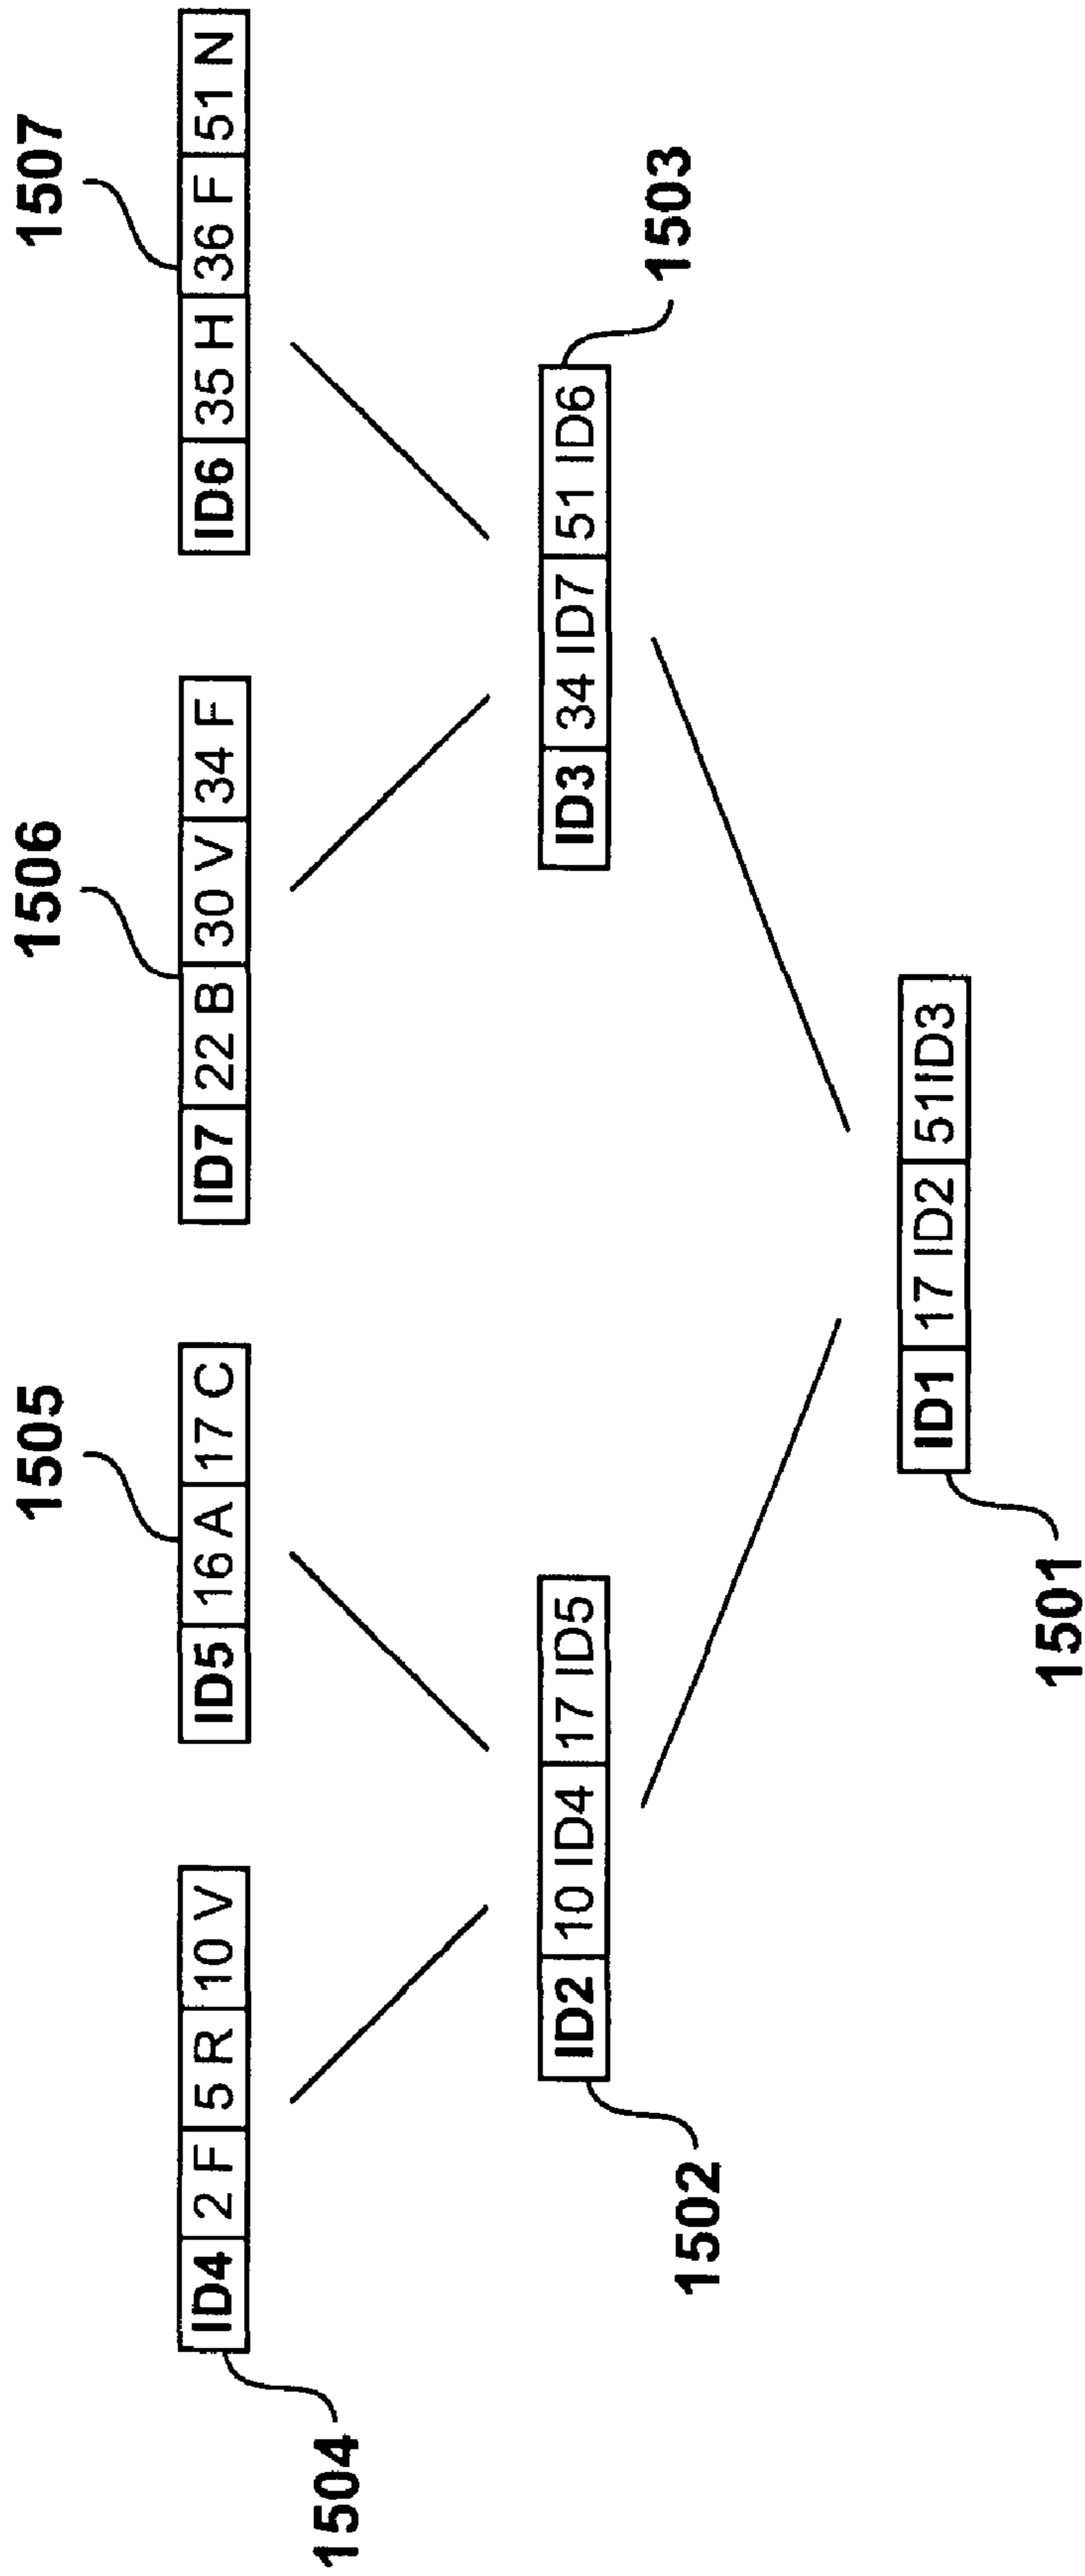 1505 1506 1507
ID4 2 F 5 R 10 V ID5 16 A 17 C ID7 22 B 30 V 34 F ID6 35 H 36 F 51 N
1504
ID2 10 ID4 17 ID5 ID3 34 ID7 51 ID6
1502 1503
ID1 17 ID2 51ID3
1501